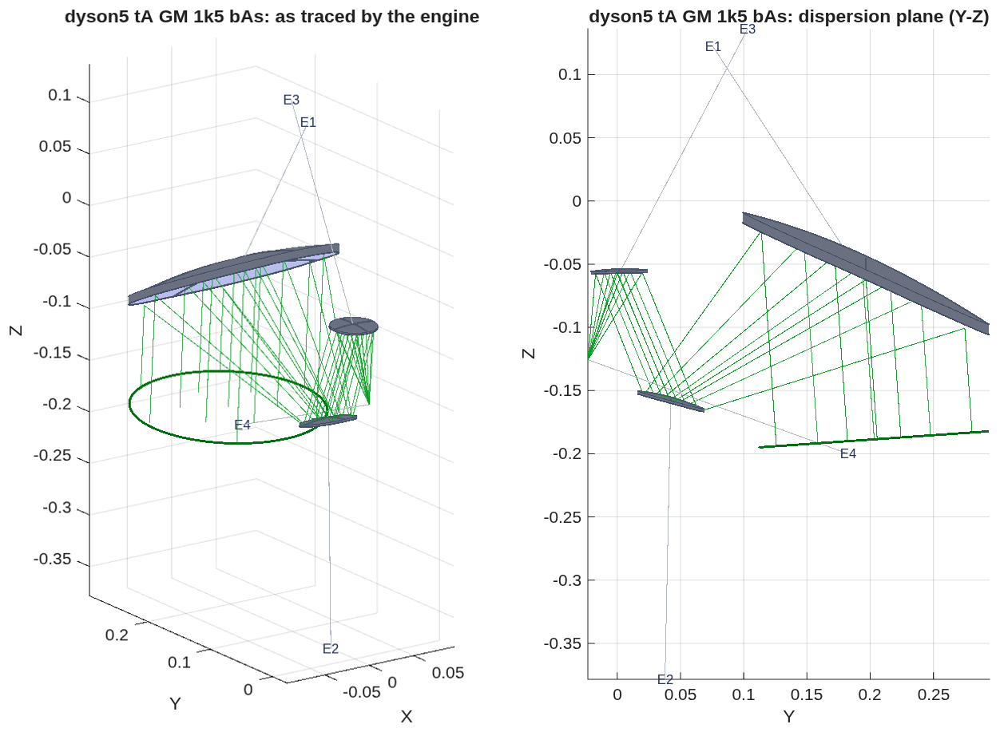 dyson5 tA GM 1k5 bAs: as traced by the engine
E3
E1
E4
E2
0.1
0.05
0
-0.05
-0.1
-0.15
-0.2
-0.25
-0.3
-0.35
Z
0.2
0.1
0
Y
-0.05
0
0.05
X
dyson5 tA GM 1k5 bAs: dispersion plane (Y-Z)
E3
E1
E4
E2
0.1
0.05
0
-0.05
-0.1
-0.15
-0.2
-0.25
-0.3
-0.35
Z
0
0.05
0.1
0.15
0.2
0.25
Y